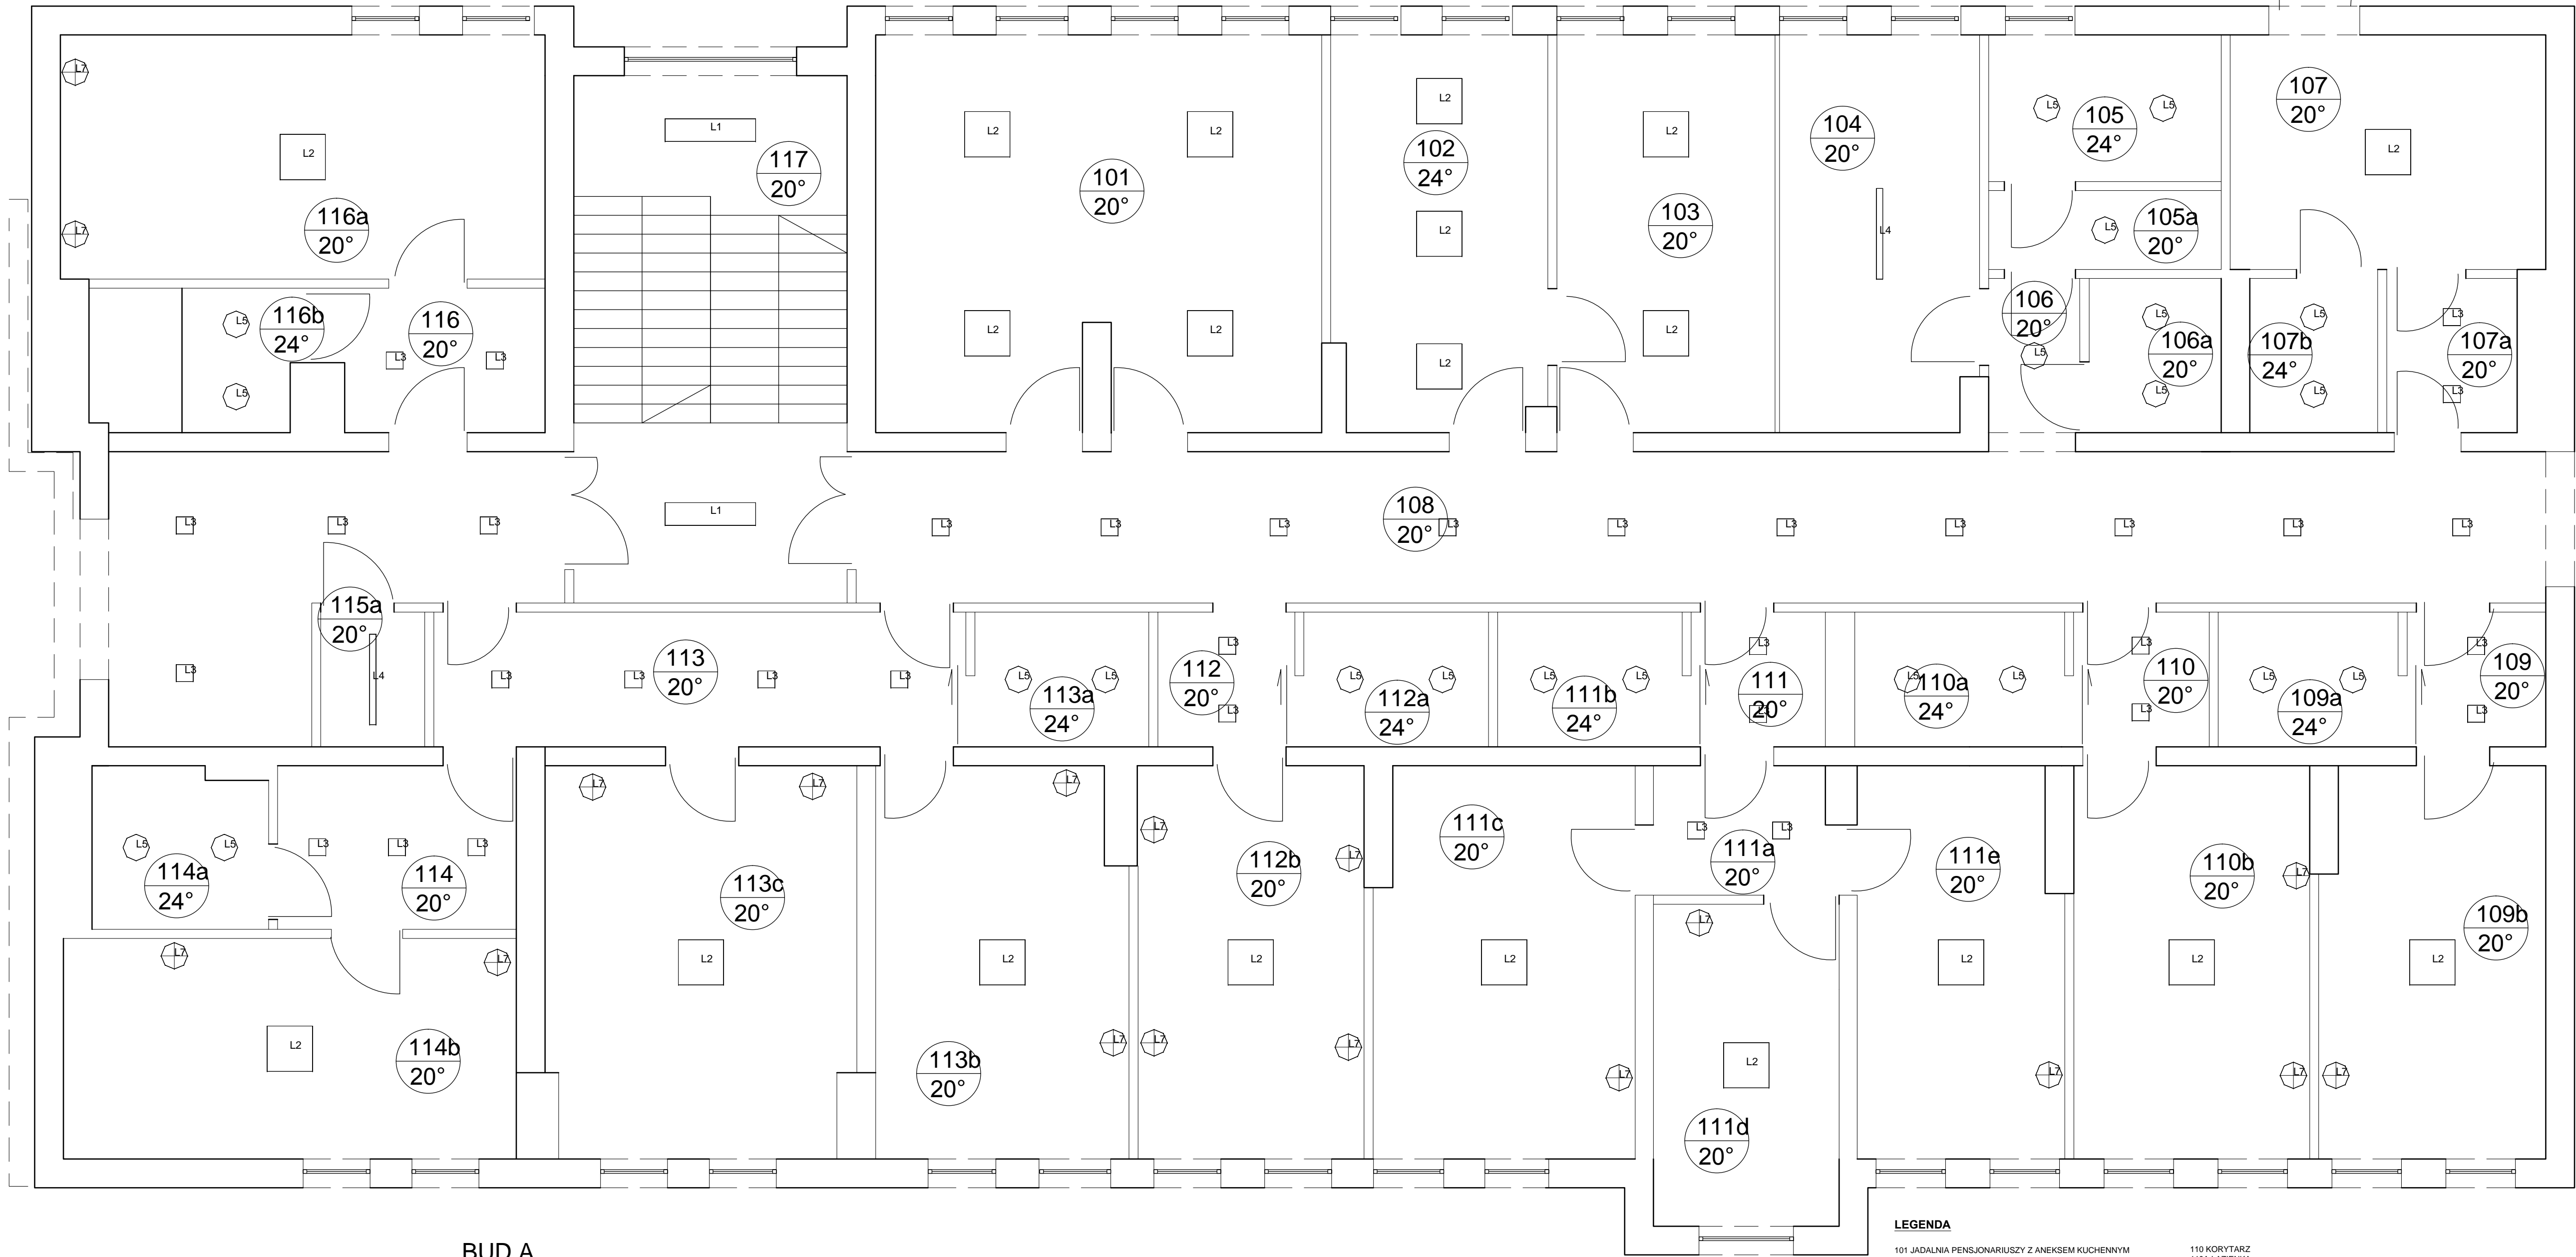 L7
L2
L7
116a
20°
L5
116b
24°
L5
116
20°
L3
L3
L1
117
20°
L2
L2
101
20°
L2
L2
L2
102
24°
L2
L2
L2
103
20°
L2
104
20°
L4
L5
105
24°
L5
L5
105a
20°
106
20°
L5
L5
106a
20°
L5
107
20°
L2
L5
107b
24°
L5
L3
107a
20°
L3
L3
L3
L3
L1
L3
L3
L3
108
20°
L3
L3
L3
L3
L3
L3
L3
L3
115a
20°
L4
L3
L3
113
20°
L3
L3
L5
113a
24°
L5
L3
112
20°
L3
L5
112a
24°
L5
L5
111b
24°
L5
L3
111
20°
L3
L5
110a
24°
L5
L3
110
20°
L3
L5
109a
24°
L5
L3
109
20°
L3
L5
L5
114a
24°
L3
L3
L3
114
20°
L7
L7
L2
114b
20°
L7
L7
113c
20°
L2
L7
L2
L7
113b
20°
L7
112b
20°
L7
L2
L7
L7
111c
20°
L2
L7
L3
L3
111a
20°
L7
L2
111d
20°
111e
20°
L2
L7
110b
20°
L7
L2
L7
109b
20°
L2
L7
BUD.A
LEGENDA
101 JADALNIA PENSJONARIUSZY Z ANEKSEM KUCHENNYM
110 KORYTARZ